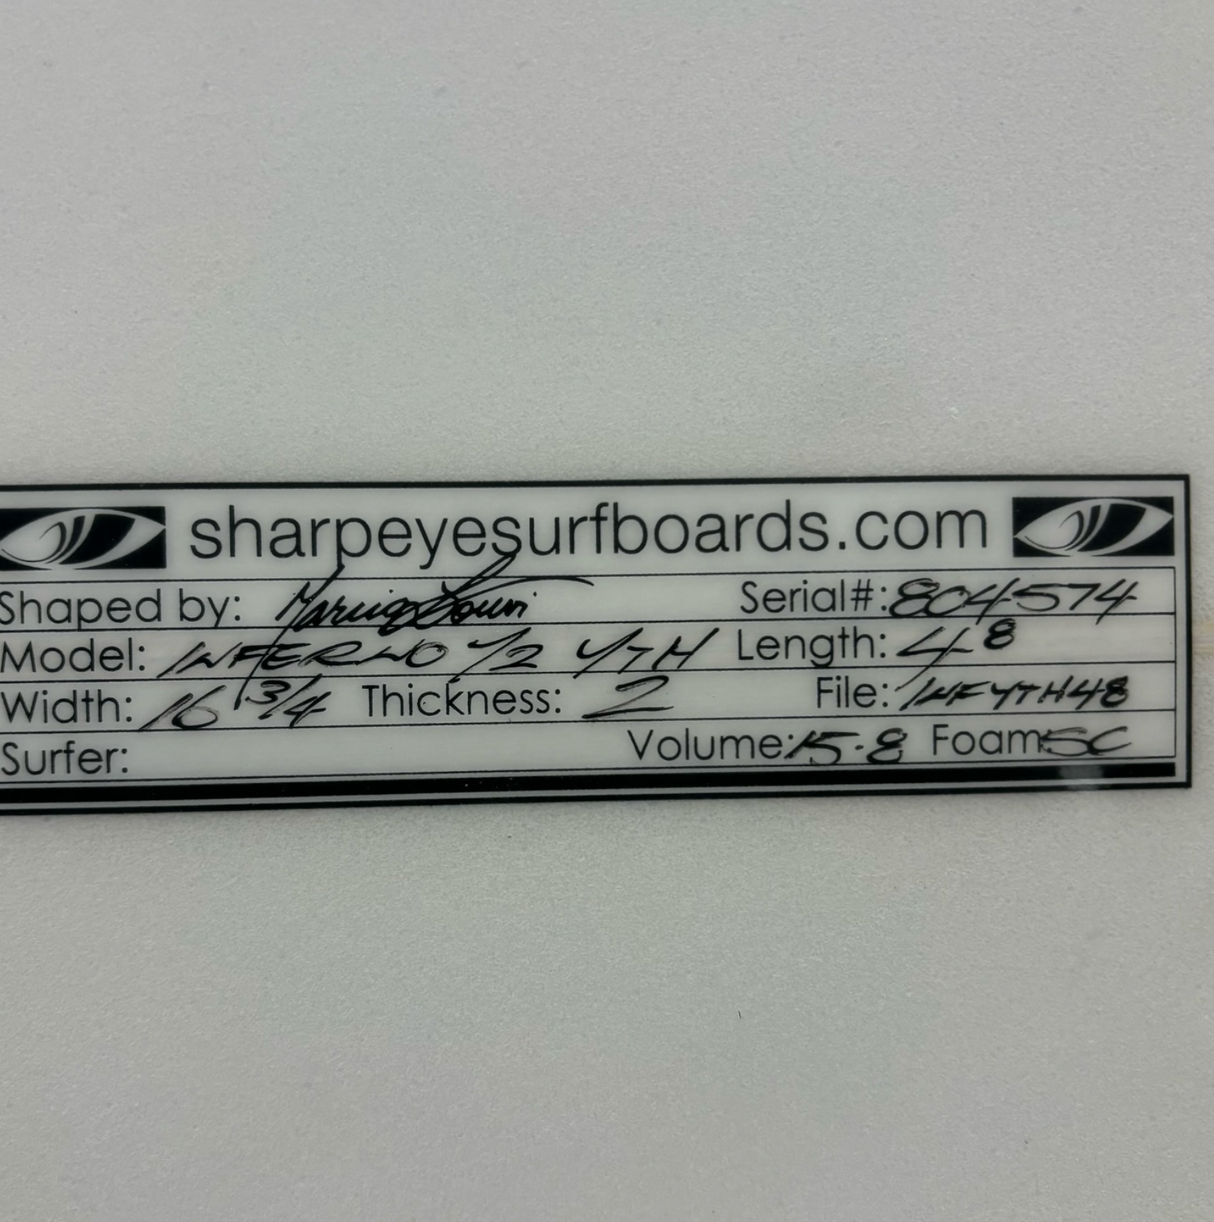 sharpeyesurfboards.com
Shaped by: Serial#: 804574
Model: INFERNO 72 YTH Length: 4-8
Width: 16 3/4 Thickness: 2 File: INFYTH48
Surfer: Volume: 15.8 Foam SC